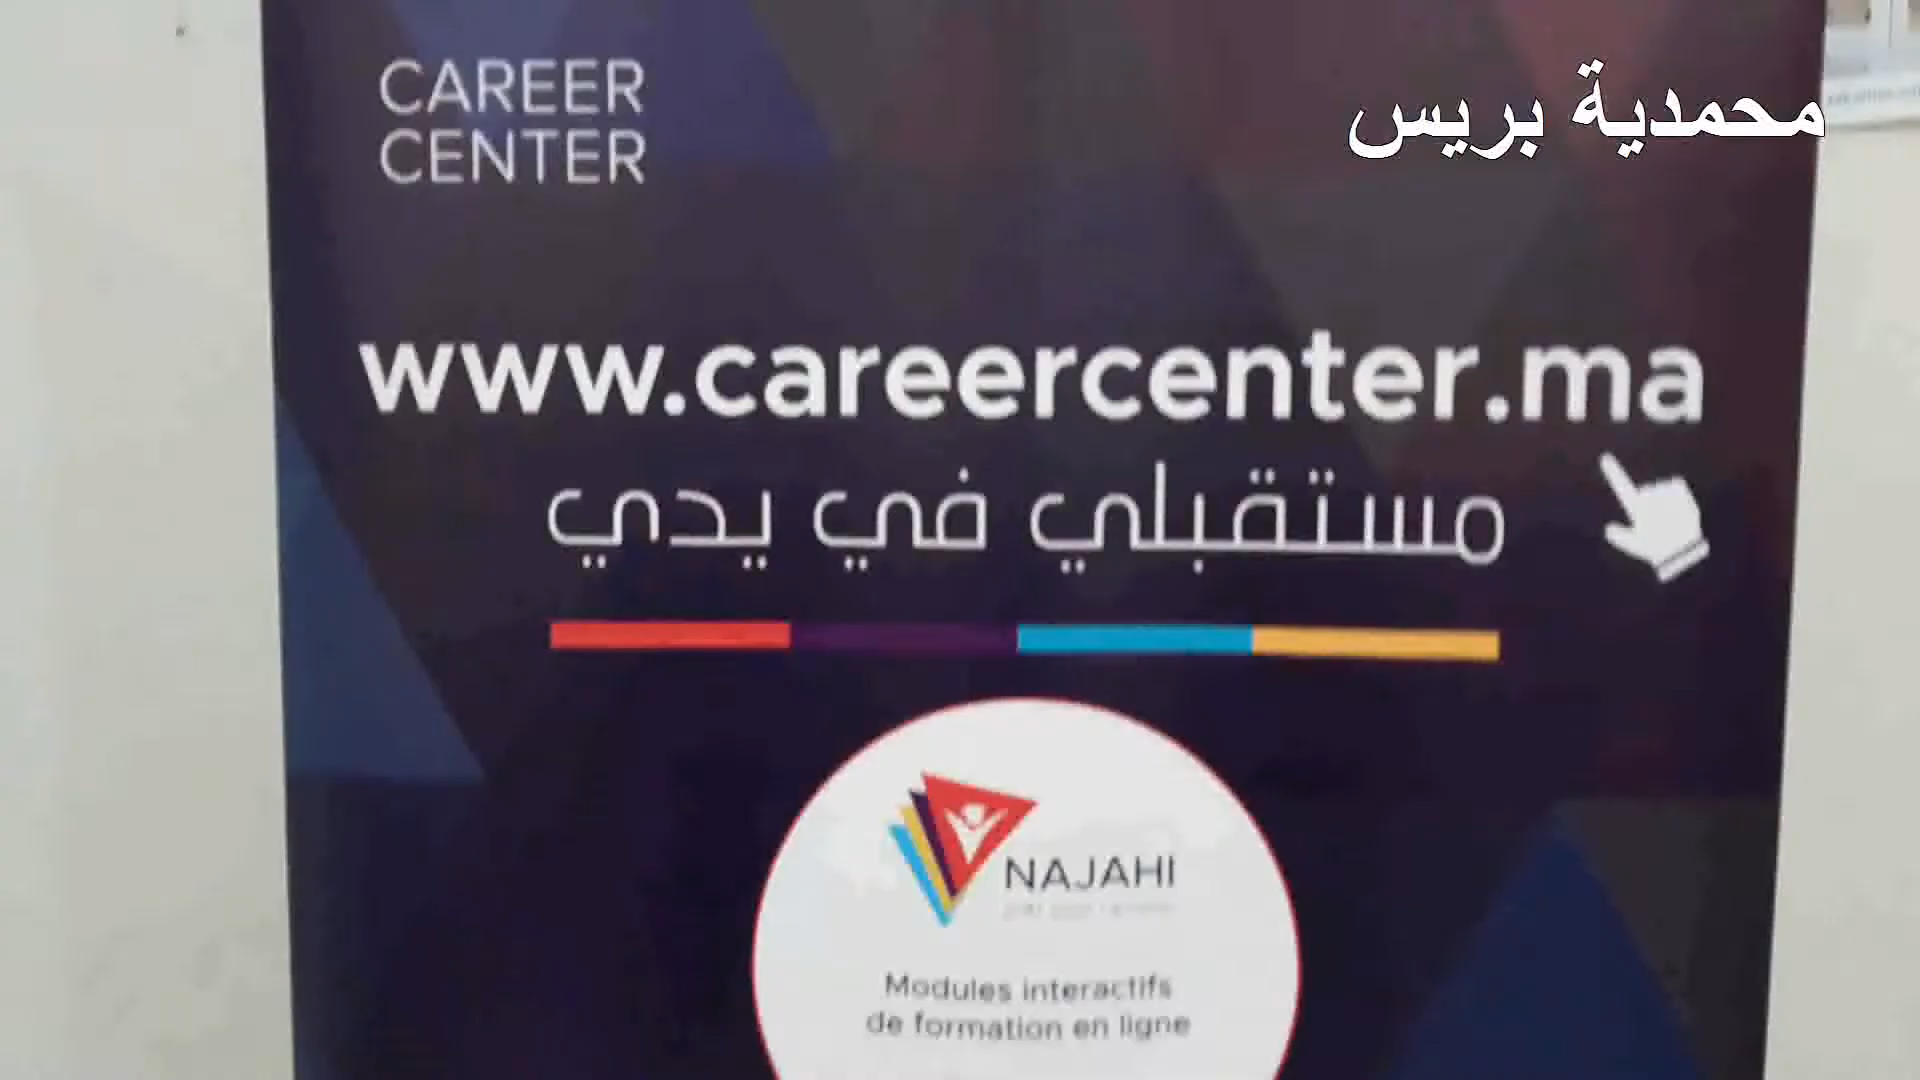 CAREER
CENTER
محمدية بريس
www.careercenter.ma
مستقبلي في يدي
NAJAHI
Modules interactifs
de formation en ligne